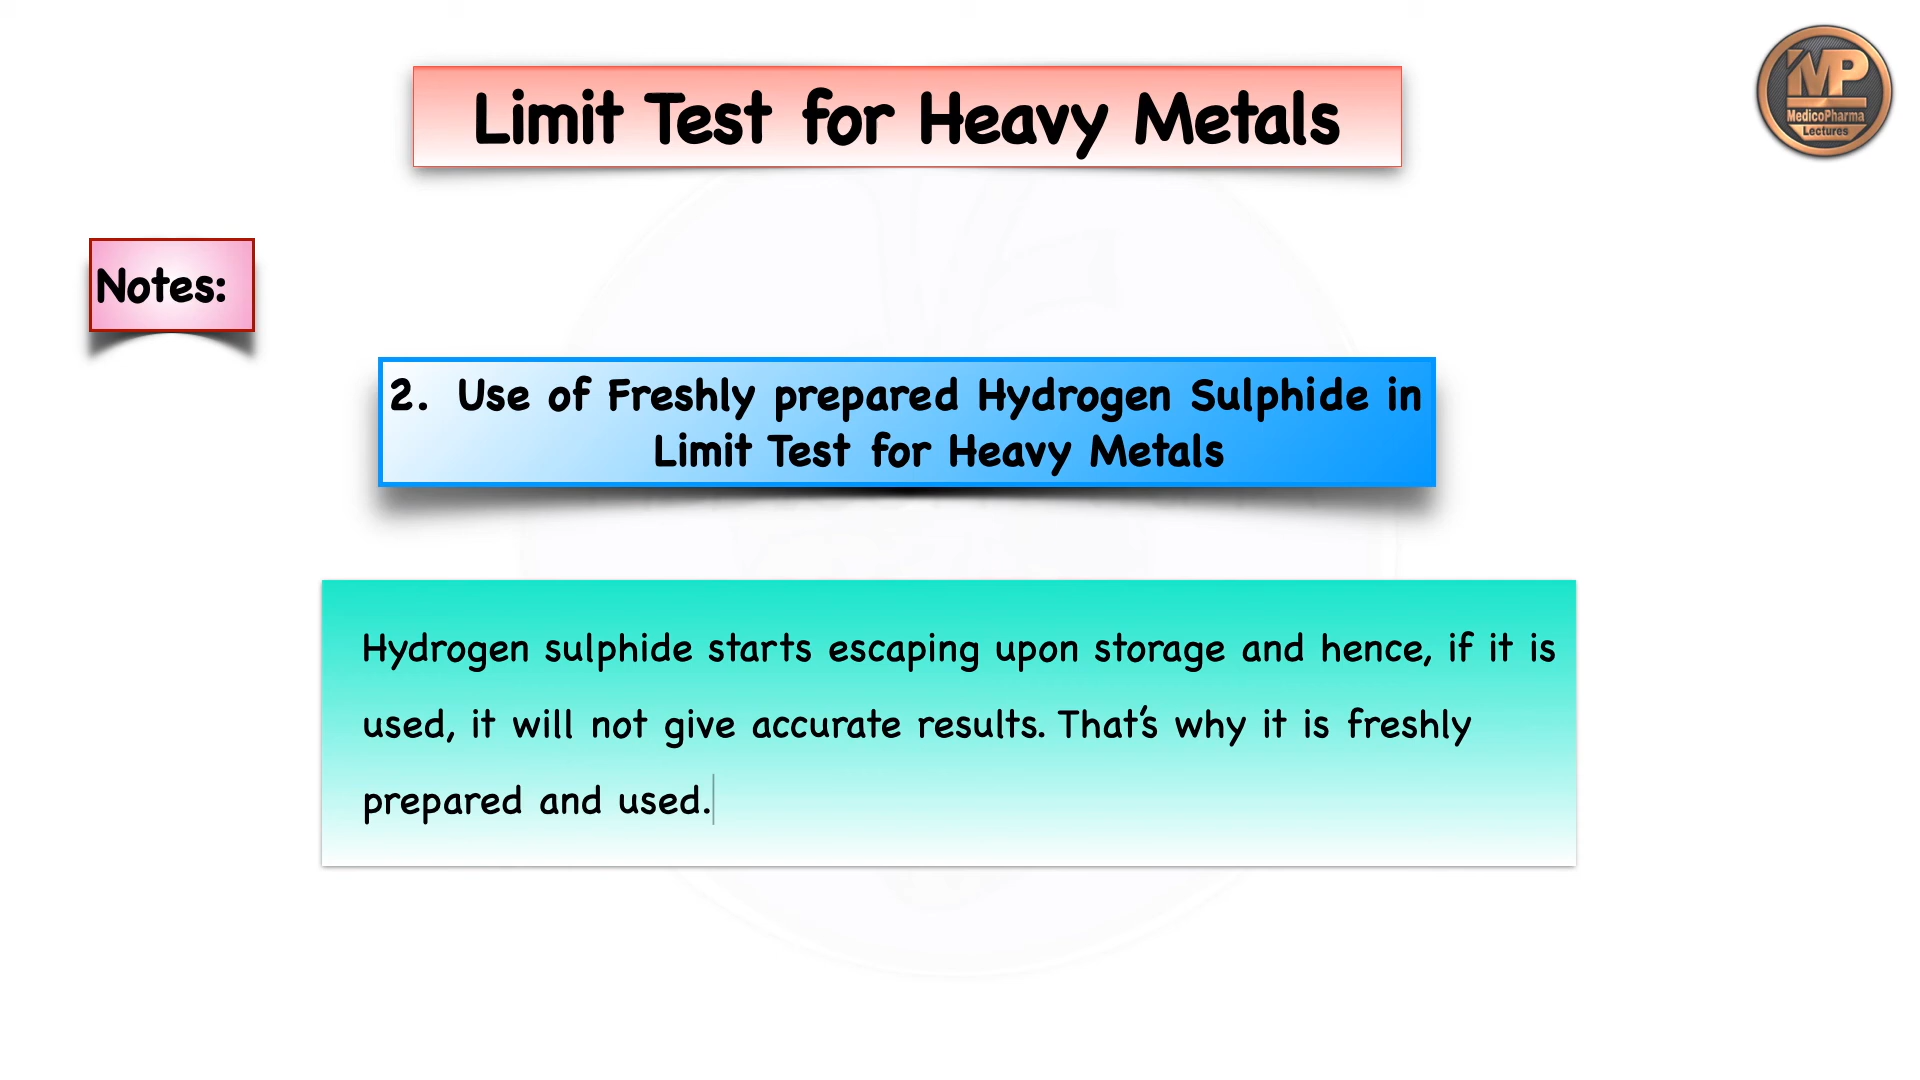 Limit Test for Heavy Metals
MP
MedicoPharma
Lectures
Notes:
2. Use of Freshly prepared Hydrogen Sulphide in
Limit Test for Heavy Metals
Hydrogen sulphide starts escaping upon storage and hence, if it is
used, it will not give accurate results. That’s why it is freshly
prepared and used.